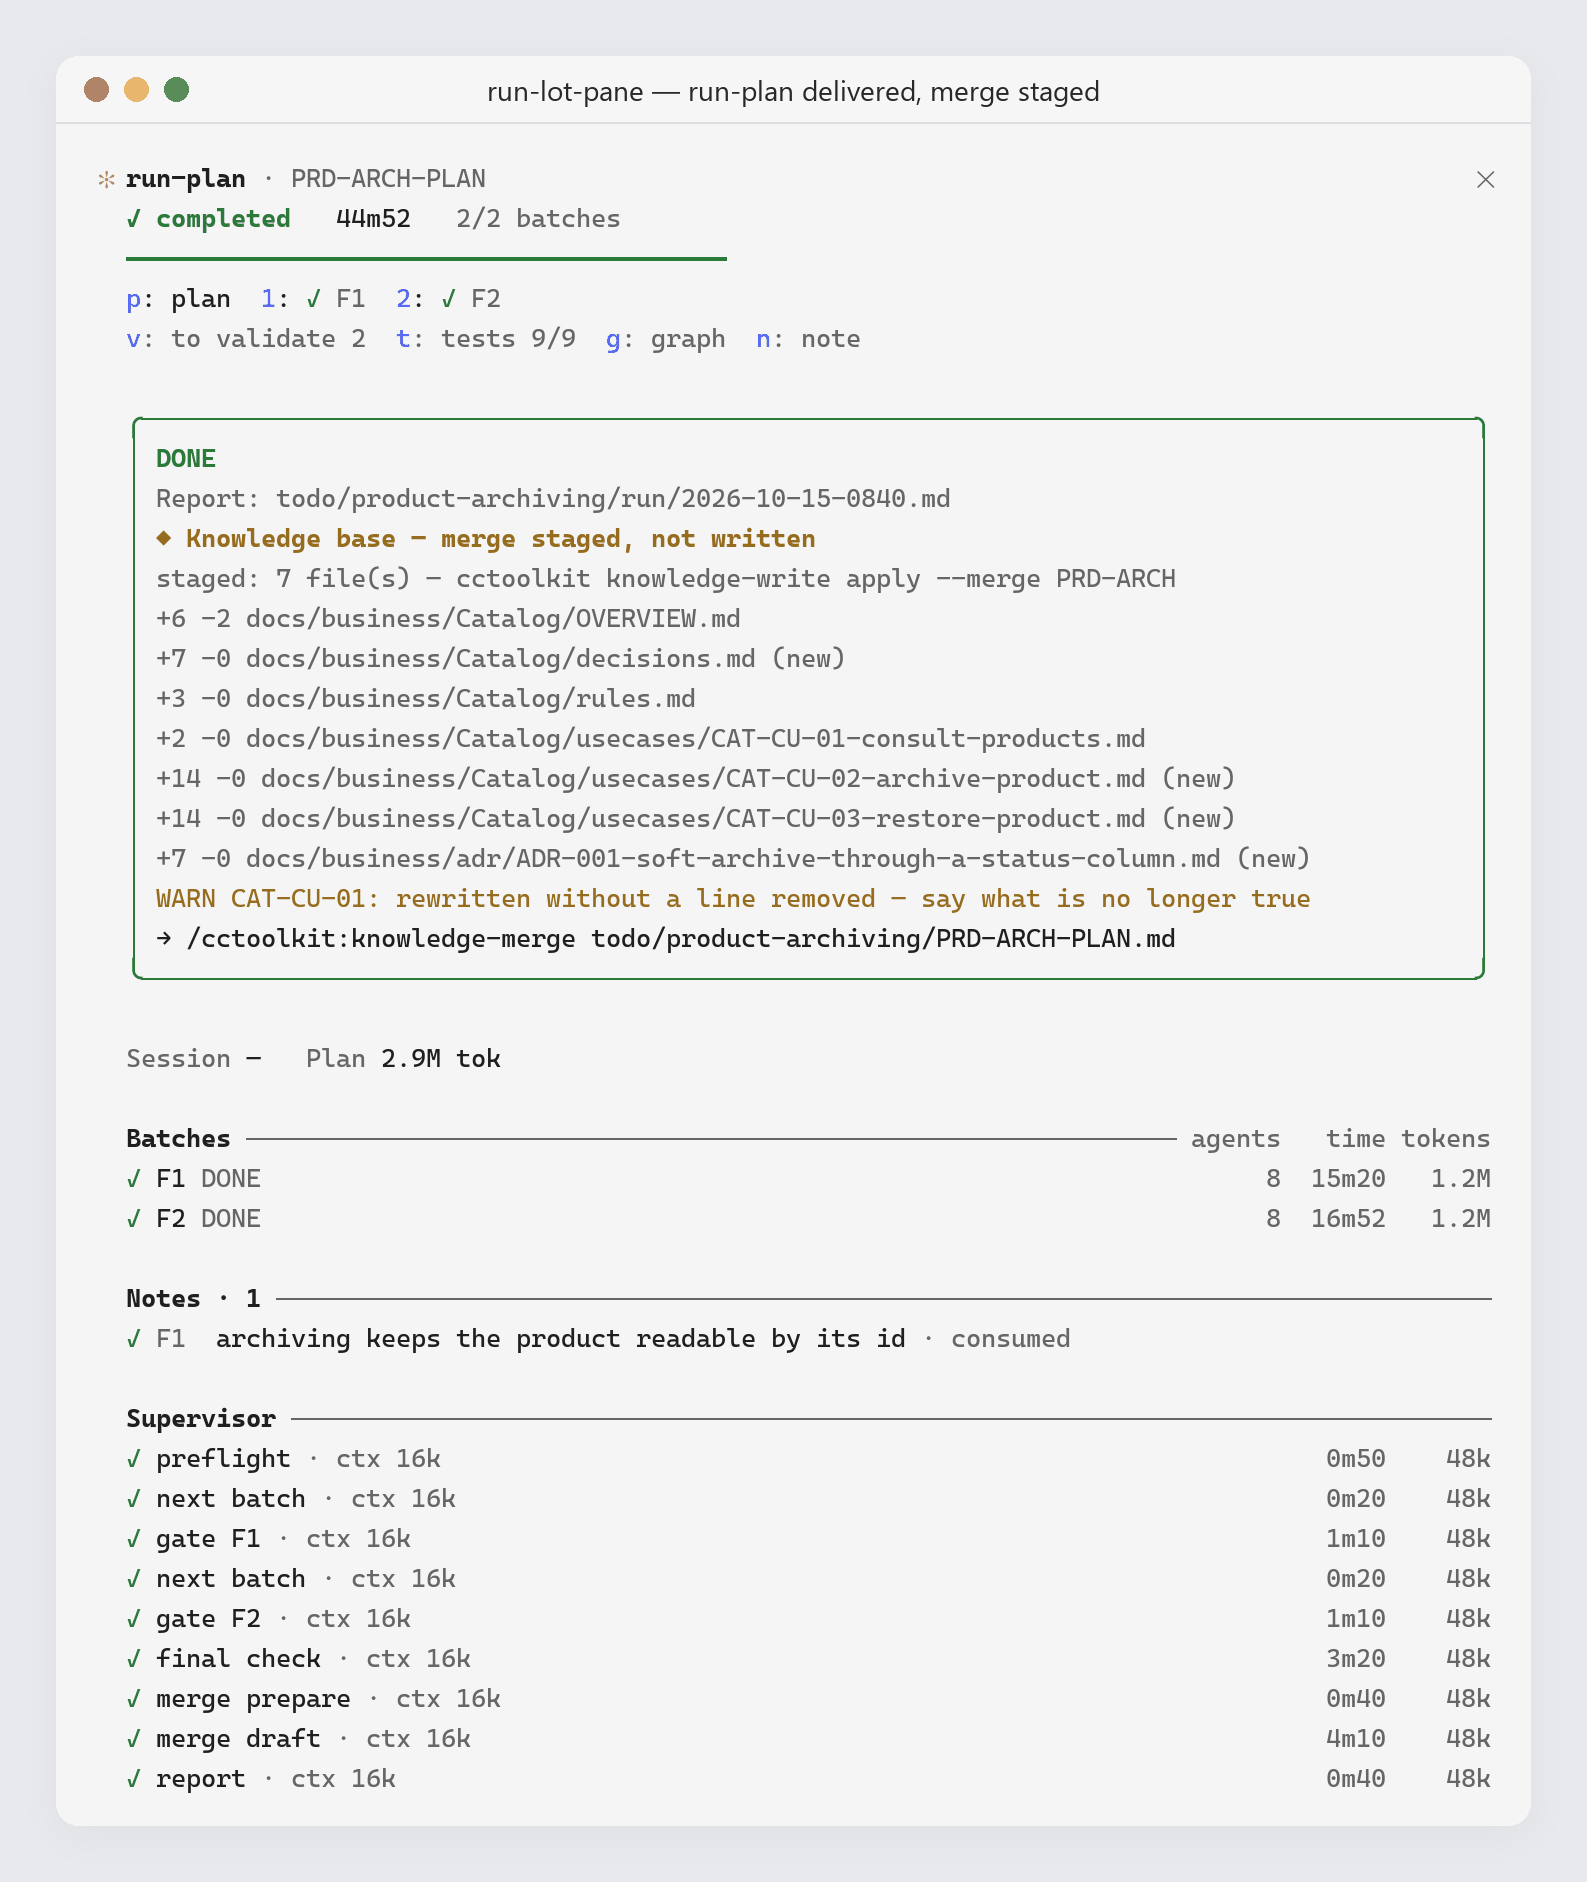 run-lot-pane — run-plan delivered, merge staged
✻ run-plan · PRD-ARCH-PLAN ×
✓ completed 44m52 2/2 batches
p: plan 1: ✓ F1 2: ✓ F2
v: to validate 2 t: tests 9/9 g: graph n: note
DONE
Report: todo/product-archiving/run/2026-10-15-0840.md
◆ Knowledge base — merge staged, not written
staged: 7 file(s) — cctoolkit knowledge-write apply --merge PRD-ARCH
+6 -2 docs/business/Catalog/OVERVIEW.md
+7 -0 docs/business/Catalog/decisions.md (new)
+3 -0 docs/business/Catalog/rules.md
+2 -0 docs/business/Catalog/usecases/CAT-CU-01-consult-products.md
+14 -0 docs/business/Catalog/usecases/CAT-CU-02-archive-product.md (new)
+14 -0 docs/business/Catalog/usecases/CAT-CU-03-restore-product.md (new)
+7 -0 docs/business/adr/ADR-001-soft-archive-through-a-status-column.md (new)
WARN CAT-CU-01: rewritten without a line removed — say what is no longer true
→ /cctoolkit:knowledge-merge todo/product-archiving/PRD-ARCH-PLAN.md
Session — Plan 2.9M tok
Batches agents time tokens
✓ F1 DONE 8 15m20 1.2M
✓ F2 DONE 8 16m52 1.2M
Notes · 1
✓ F1 archiving keeps the product readable by its id · consumed
Supervisor
✓ preflight · ctx 16k 0m50 48k
✓ next batch · ctx 16k 0m20 48k
✓ gate F1 · ctx 16k 1m10 48k
✓ next batch · ctx 16k 0m20 48k
✓ gate F2 · ctx 16k 1m10 48k
✓ final check · ctx 16k 3m20 48k
✓ merge prepare · ctx 16k 0m40 48k
✓ merge draft · ctx 16k 4m10 48k
✓ report · ctx 16k 0m40 48k